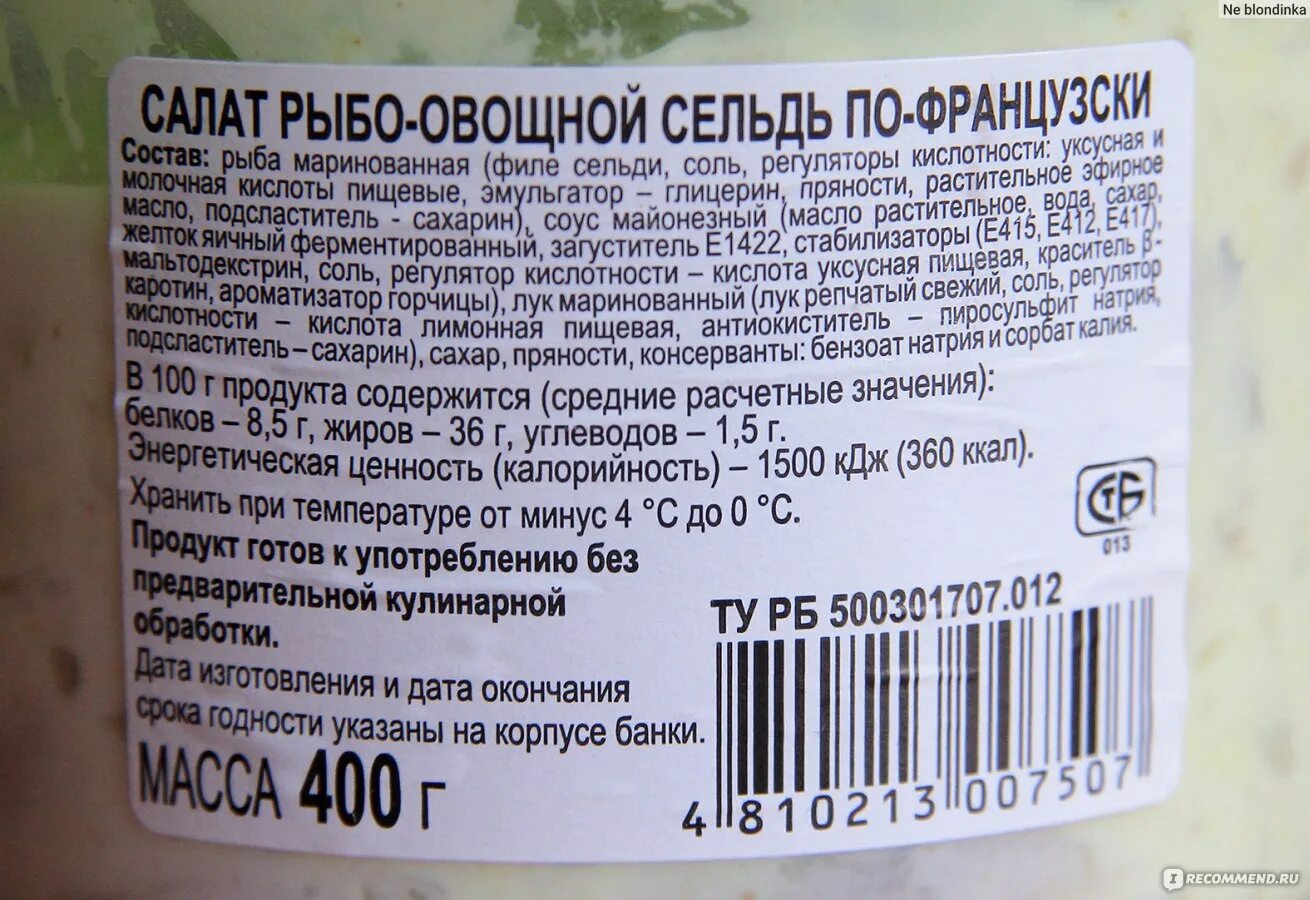 Ne blondinka
САЛАТ РЫБО-ОВОЩНОЙ СЕЛЬДЬ ПО-ФРАНЦУЗСКИ
Состав: рыба маринованная (филе сельди, соль, регуляторы кислотности: уксусная и
молочная кислоты пищевые, эмульгатор – глицерин, пряности, растительное эфирное
масло, подсластитель - сахарин), соус майонезный (масло растительное, вода, сахар,
желток яичный ферментированный, загуститель Е1422, стабилизаторы (Е415, Е412, Е417),
мальтодекстрин, соль, регулятор кислотности – кислота уксусная пищевая, краситель β-
каротин, ароматизатор горчицы), лук маринованный (лук репчатый свежий, соль, регулятор
кислотности – кислота лимонная пищевая, антиокислитель – пиросульфит натрия,
подсластитель – сахарин), сахар, пряности, консерванты: бензоат натрия и сорбат калия.
В 100 г продукта содержится (средние расчетные значения):
белков – 8,5 г, жиров – 36 г, углеводов – 1,5 г.
Энергетическая ценность (калорийность) – 1500 кДж (360 ккал).
Хранить при температуре от минус 4 °С до 0 °С.
Продукт готов к употреблению без
предварительной кулинарной
обработки.
Дата изготовления и дата окончания
срока годности указаны на корпусе банки.
МАССА 400 г
СТБ
013
ТУ РБ 500301707.012
4 810213 007507
RECOMMEND.RU